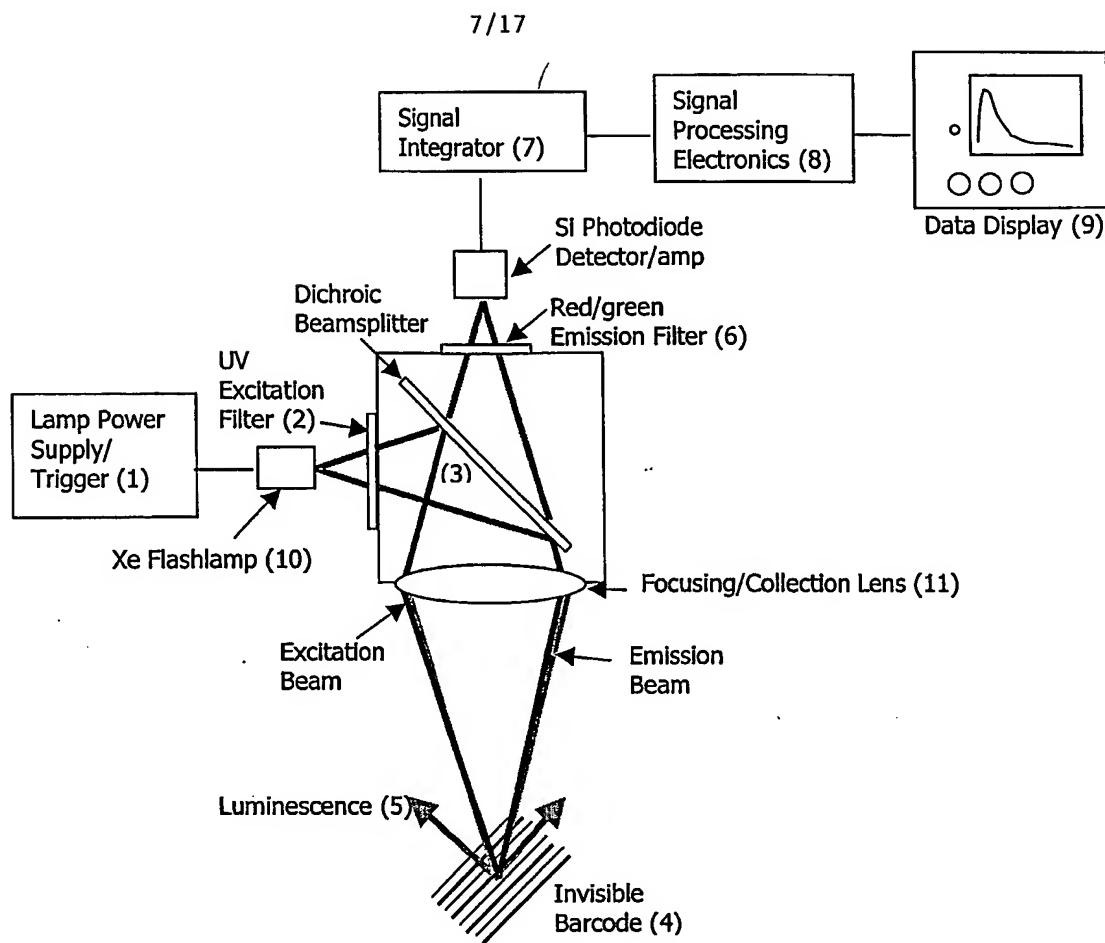 7/17
Signal
Integrator (7)
Signal
Processing
Electronics (8)
Data Display (9)
Si Photodiode
Detector/amp
Dichroic
Beamsplitter
Red/green
Emission Filter (6)
UV
Excitation
Filter (2)
Lamp Power
Supply/
Trigger (1)
(3)
Xe Flashlamp (10)
Focusing/Collection Lens (11)
Excitation
Beam
Emission
Beam
Luminescence (5)
Invisible
Barcode (4)